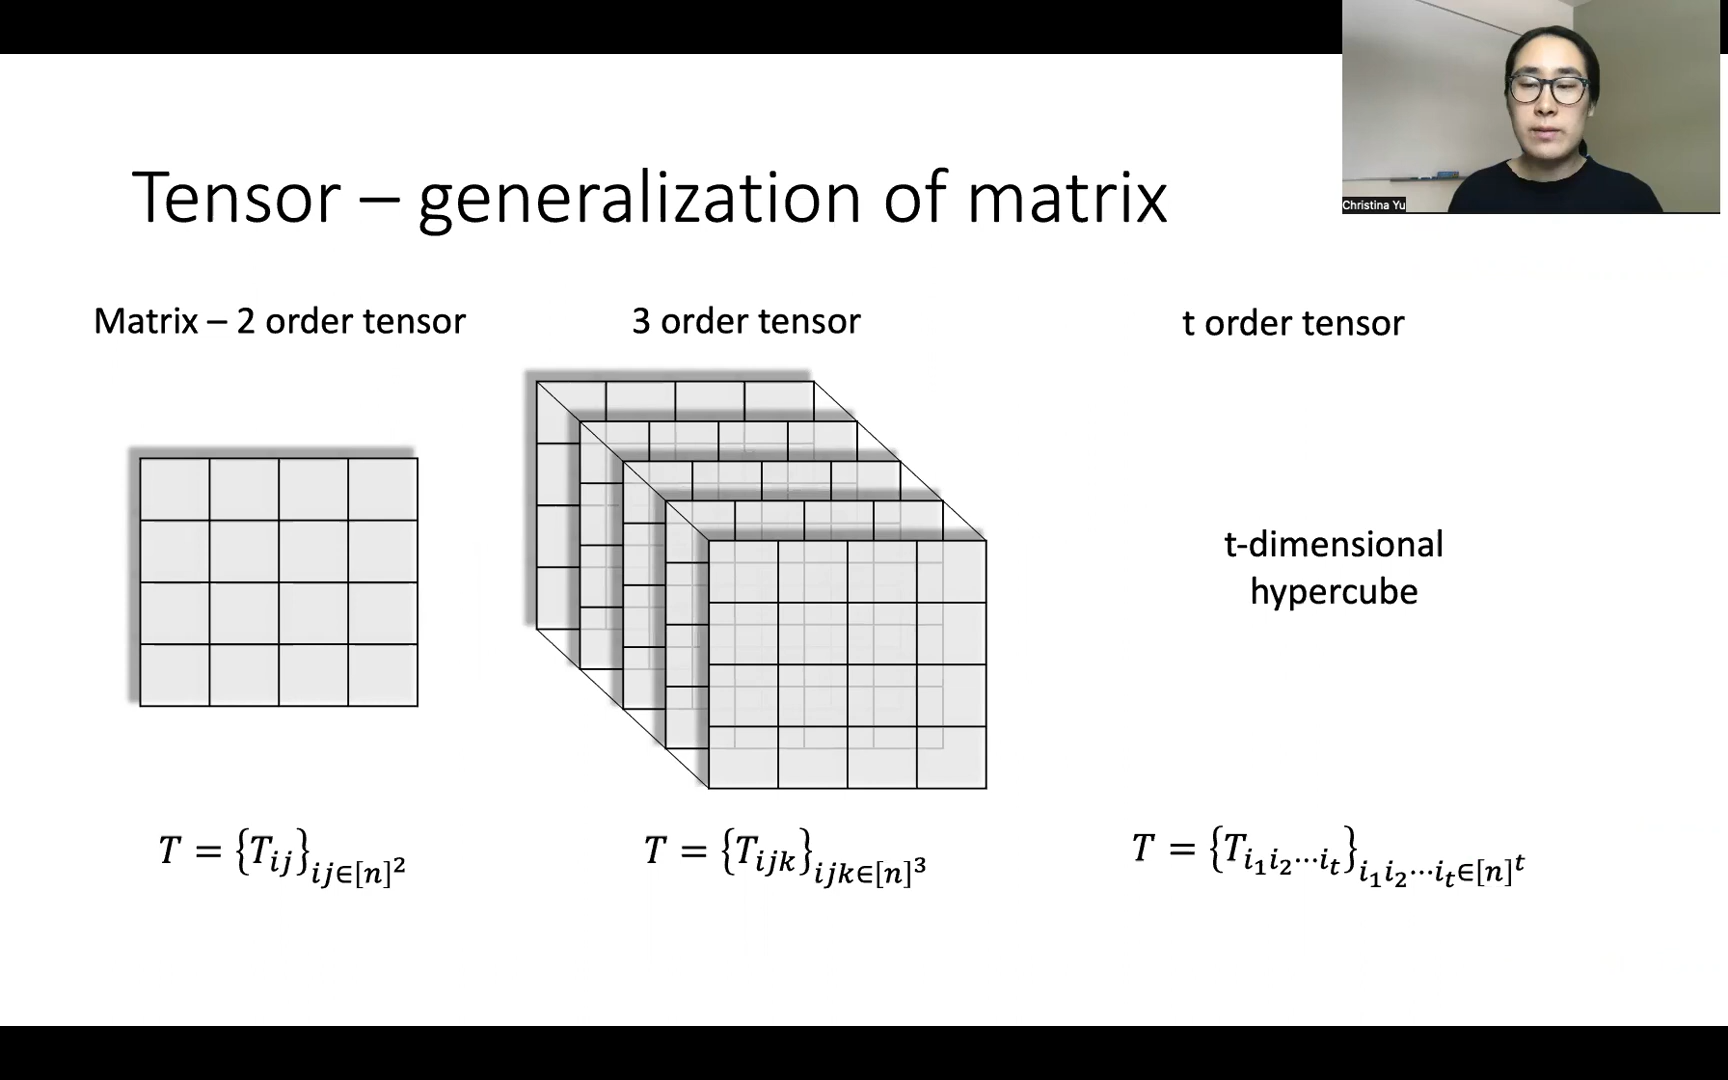 Christina Yu
Tensor – generalization of matrix
Matrix – 2 order tensor
3 order tensor
t order tensor
t-dimensional
hypercube
T = {T_{ij}}_{ij∈[n]^2}
T = {T_{ijk}}_{ijk∈[n]^3}
T = {T_{i_1 i_2⋯i_t}}_{i_1 i_2⋯i_t∈[n]^t}